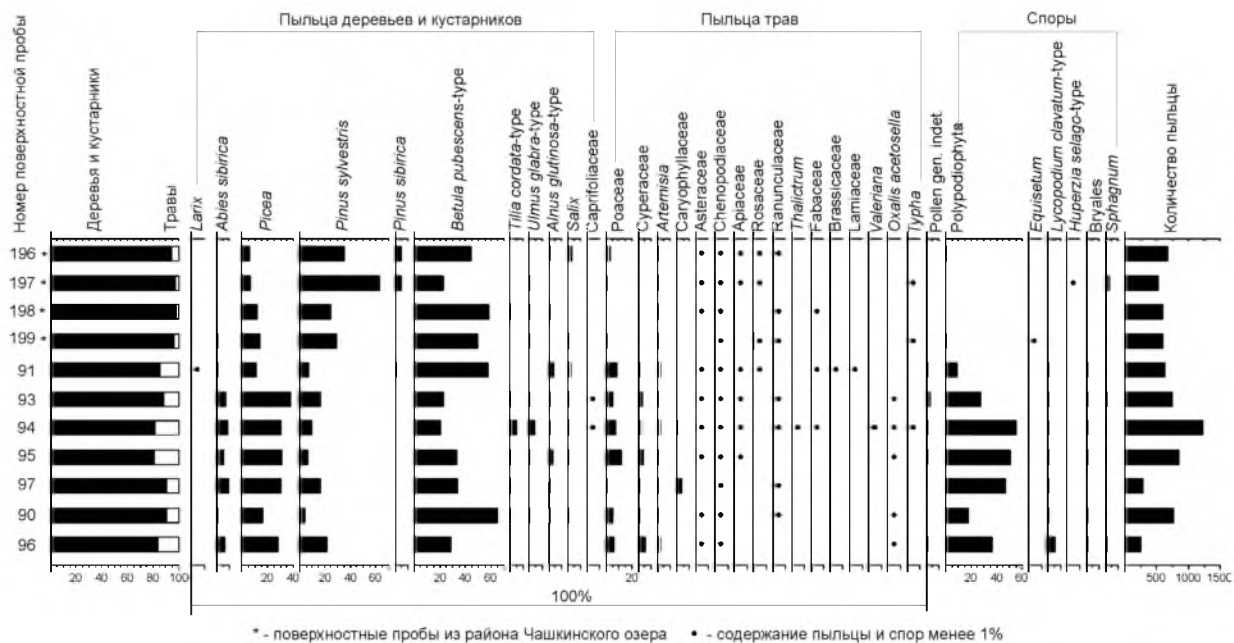 Пыльца деревьев и кустарников
Пыльца трав
Споры
Номер поверхностной пробы
Деревья и кустарники
Травы
Larix
Abies sibirica
Picea
Pinus sylvestris
Pinus sibirica
Betula pubescens-type
Tilia cordata-type
Ulmus glabra-type
Alnus glutinosa-type
Salix
Caprifoliaceae
Poaceae
Cyperaceae
Artemisia
Caryophyllaceae
Asteraceae
Chenopodiaceae
Apiaceae
Rosaceae
Ranunculaceae
Thalictrum
Fabaceae
Brassicaceae
Lamiaceae
Valeriana
Oxalis acetosella
Typha
Pollen gen. indet.
Polypodiophyta
Equisetum
Lycopodium clavatum-type
Huperzia selago-type
Bryales
Sphagnum
Количество пыльцы
196 *
197 *
198 *
199 *
91
93
94
95
97
90
96
0 20 40 60 80 100
0 20 40
0 20 40 60
0 20 40 60
20
0 20 40 60
500 1000 1500
100%
* - поверхностные пробы из района Чашкинского озера • - содержание пыльцы и спор менее 1%